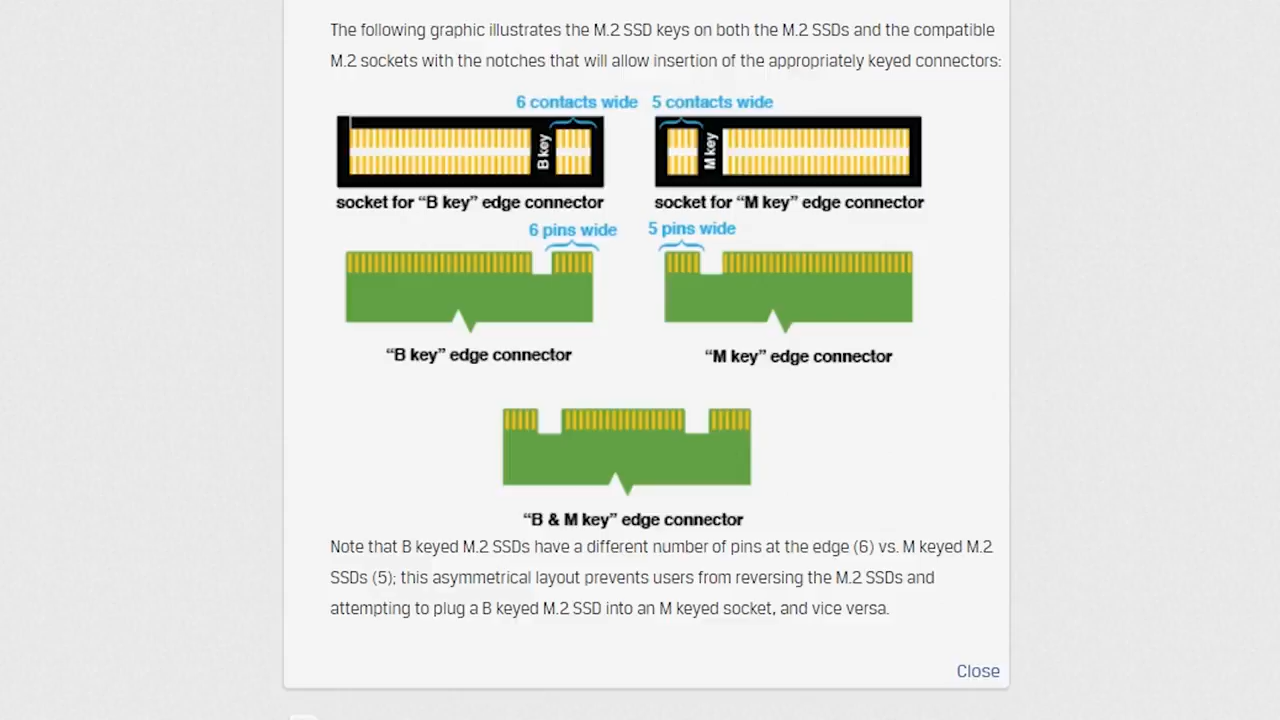 The following graphic illustrates the M.2 SSD keys on both the M.2 SSDs and the compatible
M.2 sockets with the notches that will allow insertion of the appropriately keyed connectors:
6 contacts wide 5 contacts wide
B key M key
socket for “B key” edge connector socket for “M key” edge connector
6 pins wide 5 pins wide
“B key” edge connector “M key” edge connector
“B & M key” edge connector
Note that B keyed M.2 SSDs have a different number of pins at the edge (6) vs. M keyed M.2
SSDs (5); this asymmetrical layout prevents users from reversing the M.2 SSDs and
attempting to plug a B keyed M.2 SSD into an M keyed socket, and vice versa.
Close